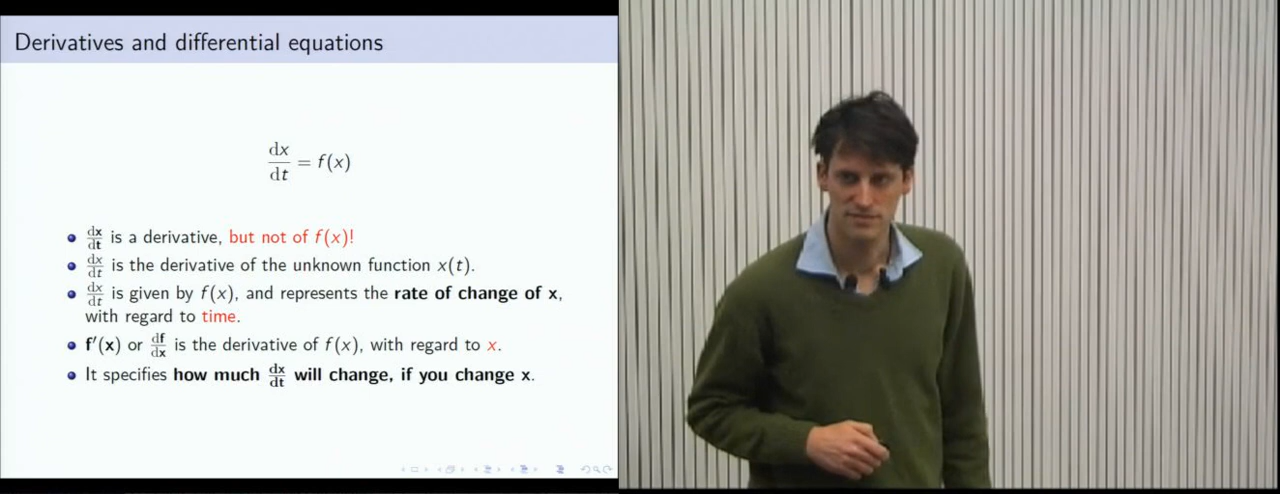 Derivatives and differential equations
dx/dt = f(x)
dx/dt is a derivative, but not of f(x)!
dx/dt is the derivative of the unknown function x(t).
dx/dt is given by f(x), and represents the rate of change of x,
with regard to time.
f′(x) or df/dx is the derivative of f(x), with regard to x.
It specifies how much dx/dt will change, if you change x.